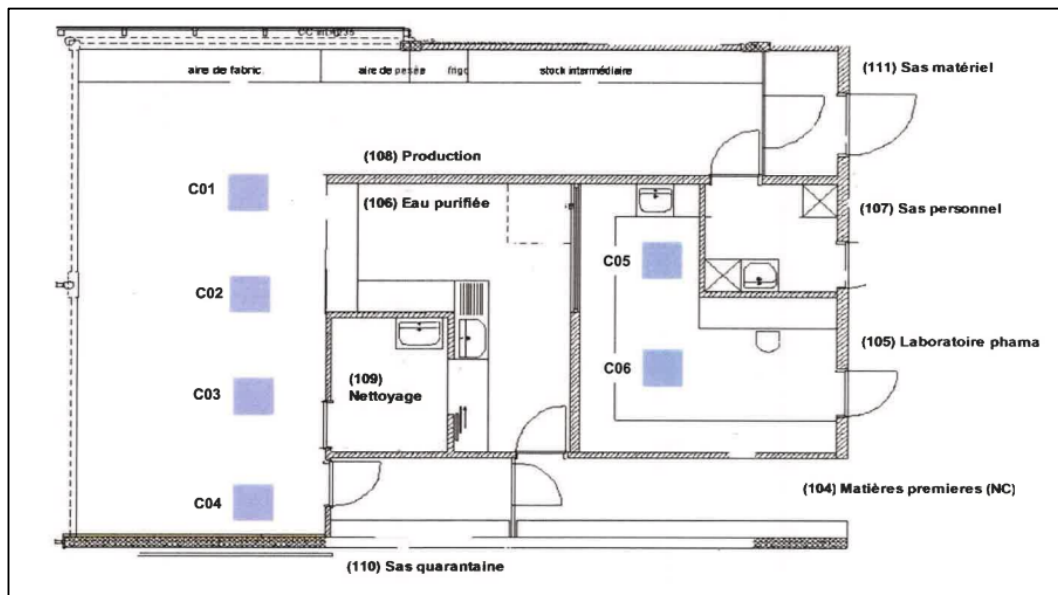 aire de fabric.
aire de pesée
frigo
stock intermédiaire
(111) Sas matériel
(108) Production
C01
(106) Eau purifiée
(107) Sas personnel
C05
C02
(105) Laboratoire phama
C06
(109)
Nettoyage
C03
(104) Matières premieres (NC)
C04
(110) Sas quarantaine